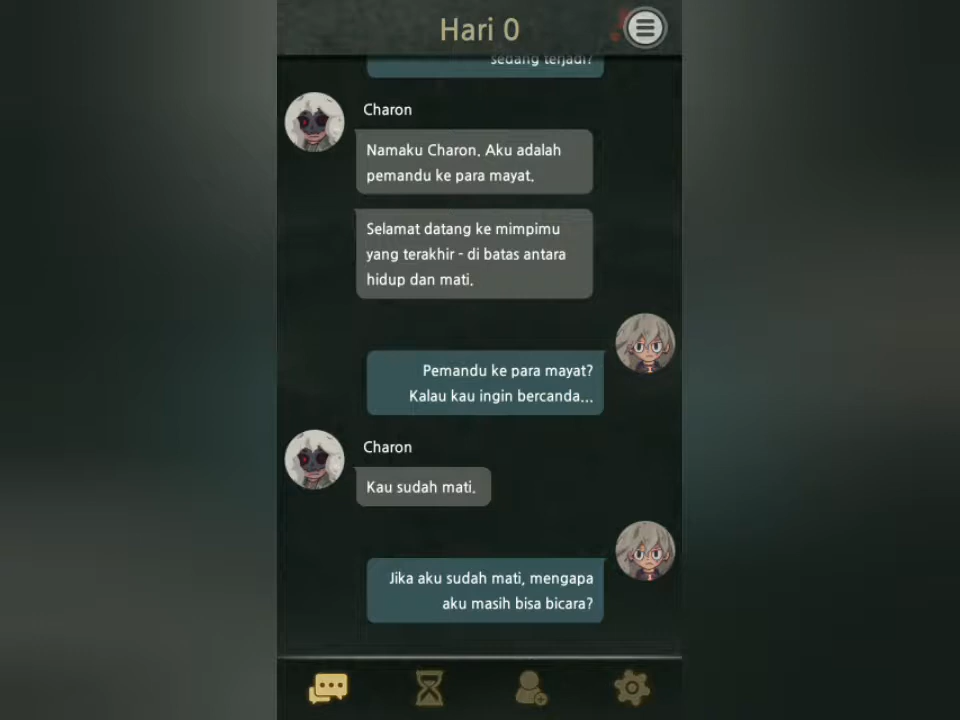 Hari 0
sedang terjadi?
Charon
Namaku Charon. Aku adalah
pemandu ke para mayat.
Selamat datang ke mimpimu
yang terakhir - di batas antara
hidup dan mati.
Pemandu ke para mayat?
Kalau kau ingin bercanda...
Charon
Kau sudah mati.
Jika aku sudah mati, mengapa
aku masih bisa bicara?